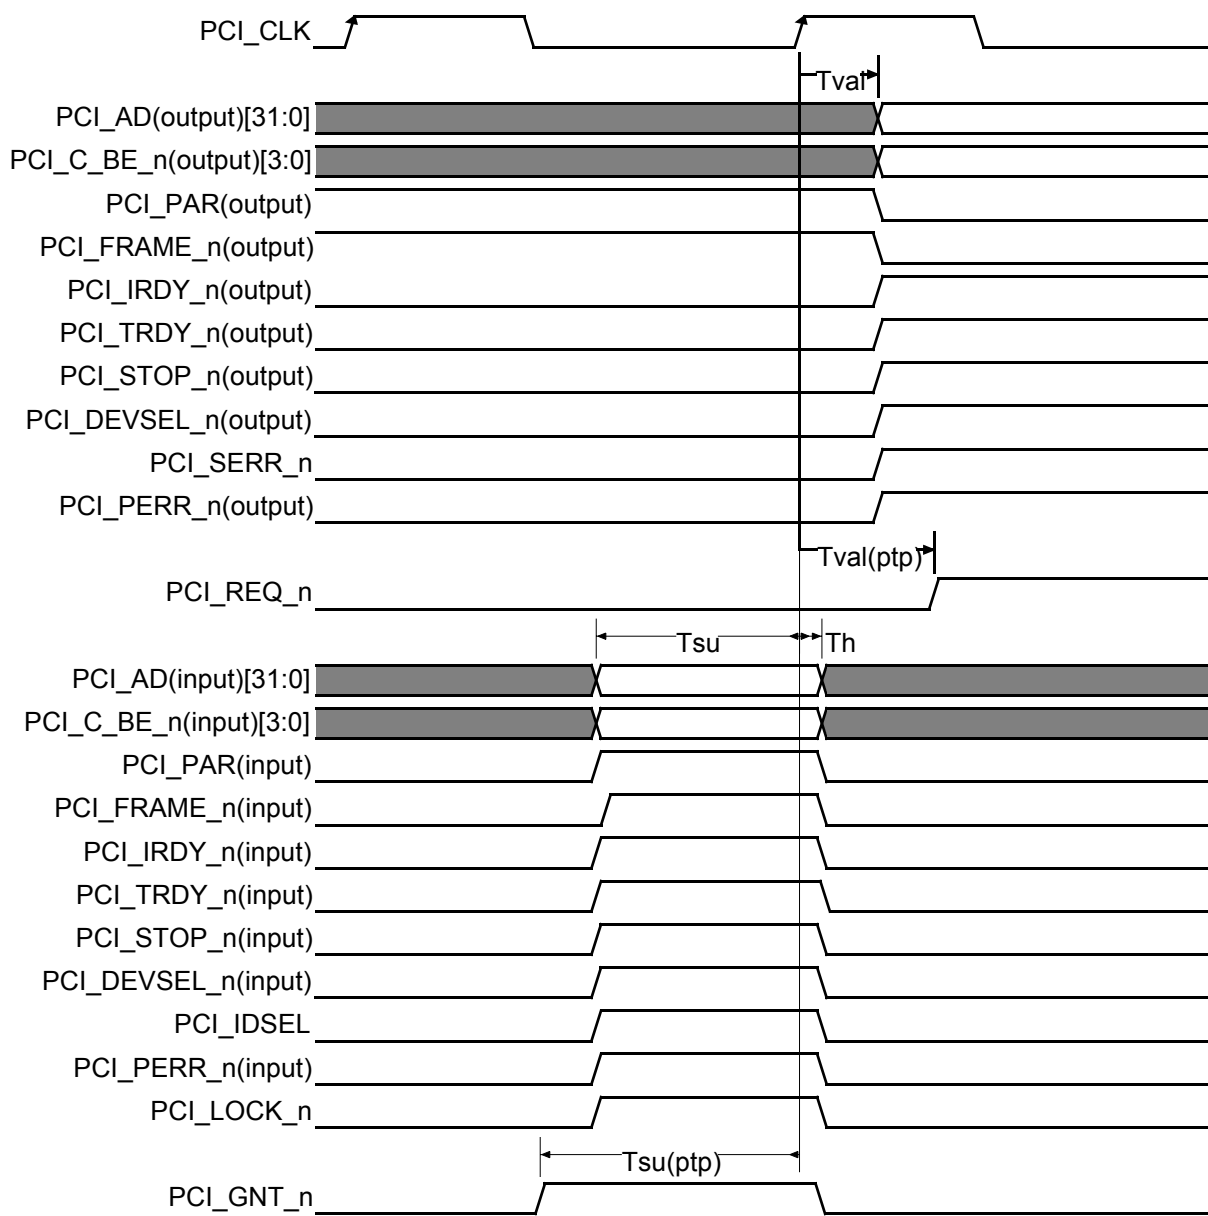 PCI_CLK
Tval
PCI_AD(output)[31:0]
PCI_C_BE_n(output)[3:0]
PCI_PAR(output)
PCI_FRAME_n(output)
PCI_IRDY_n(output)
PCI_TRDY_n(output)
PCI_STOP_n(output)
PCI_DEVSEL_n(output)
PCI_SERR_n
PCI_PERR_n(output)
Tval(ptp)
PCI_REQ_n
Tsu Th
PCI_AD(input)[31:0]
PCI_C_BE_n(input)[3:0]
PCI_PAR(input)
PCI_FRAME_n(input)
PCI_IRDY_n(input)
PCI_TRDY_n(input)
PCI_STOP_n(input)
PCI_DEVSEL_n(input)
PCI_IDSEL
PCI_PERR_n(input)
PCI_LOCK_n
Tsu(ptp)
PCI_GNT_n